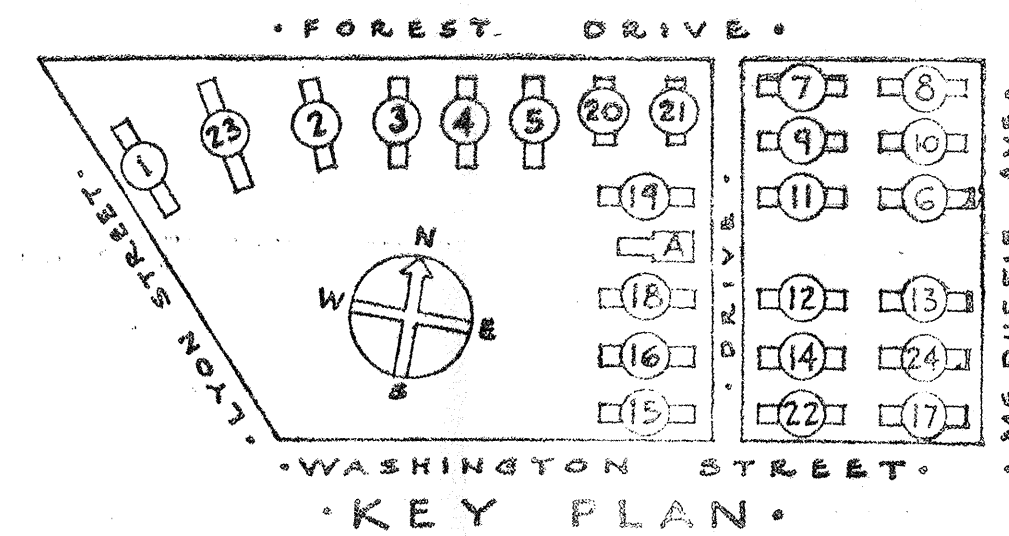 · FOREST DRIVE ·
7 8
1 23 2 3 4 5 20 21
9 10
19 11 6
A
18 12 13
16 14 24
15 22 17
N
W E
S
· LYON STREET ·
· DRIVE ·
· WASHINGTON STREET ·
· KEY PLAN ·